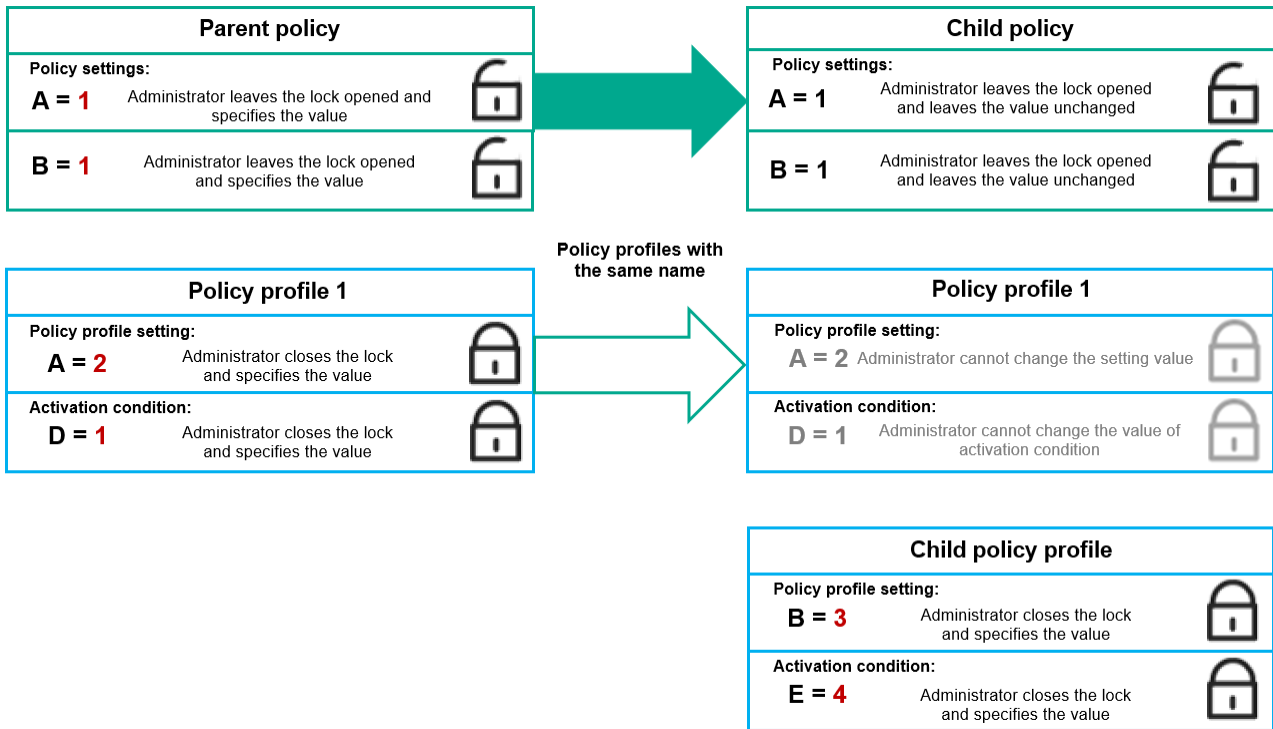 Parent policy
Policy settings:
A = 1
Administrator leaves the lock opened and
specifies the value
B = 1
Administrator leaves the lock opened
and specifies the value
Child policy
Policy settings:
A = 1
Administrator leaves the lock opened
and leaves the value unchanged
B = 1
Administrator leaves the lock opened
and leaves the value unchanged
Policy profiles with
the same name
Policy profile 1
Policy profile setting:
A = 2
Administrator closes the lock
and specifies the value
Activation condition:
D = 1
Administrator closes the lock
and specifies the value
Policy profile 1
Policy profile setting:
A = 2
Administrator cannot change the setting value
Activation condition:
D = 1
Administrator cannot change the value of
activation condition
Child policy profile
Policy profile setting:
B = 3
Administrator closes the lock
and specifies the value
Activation condition:
E = 4
Administrator closes the lock
and specifies the value